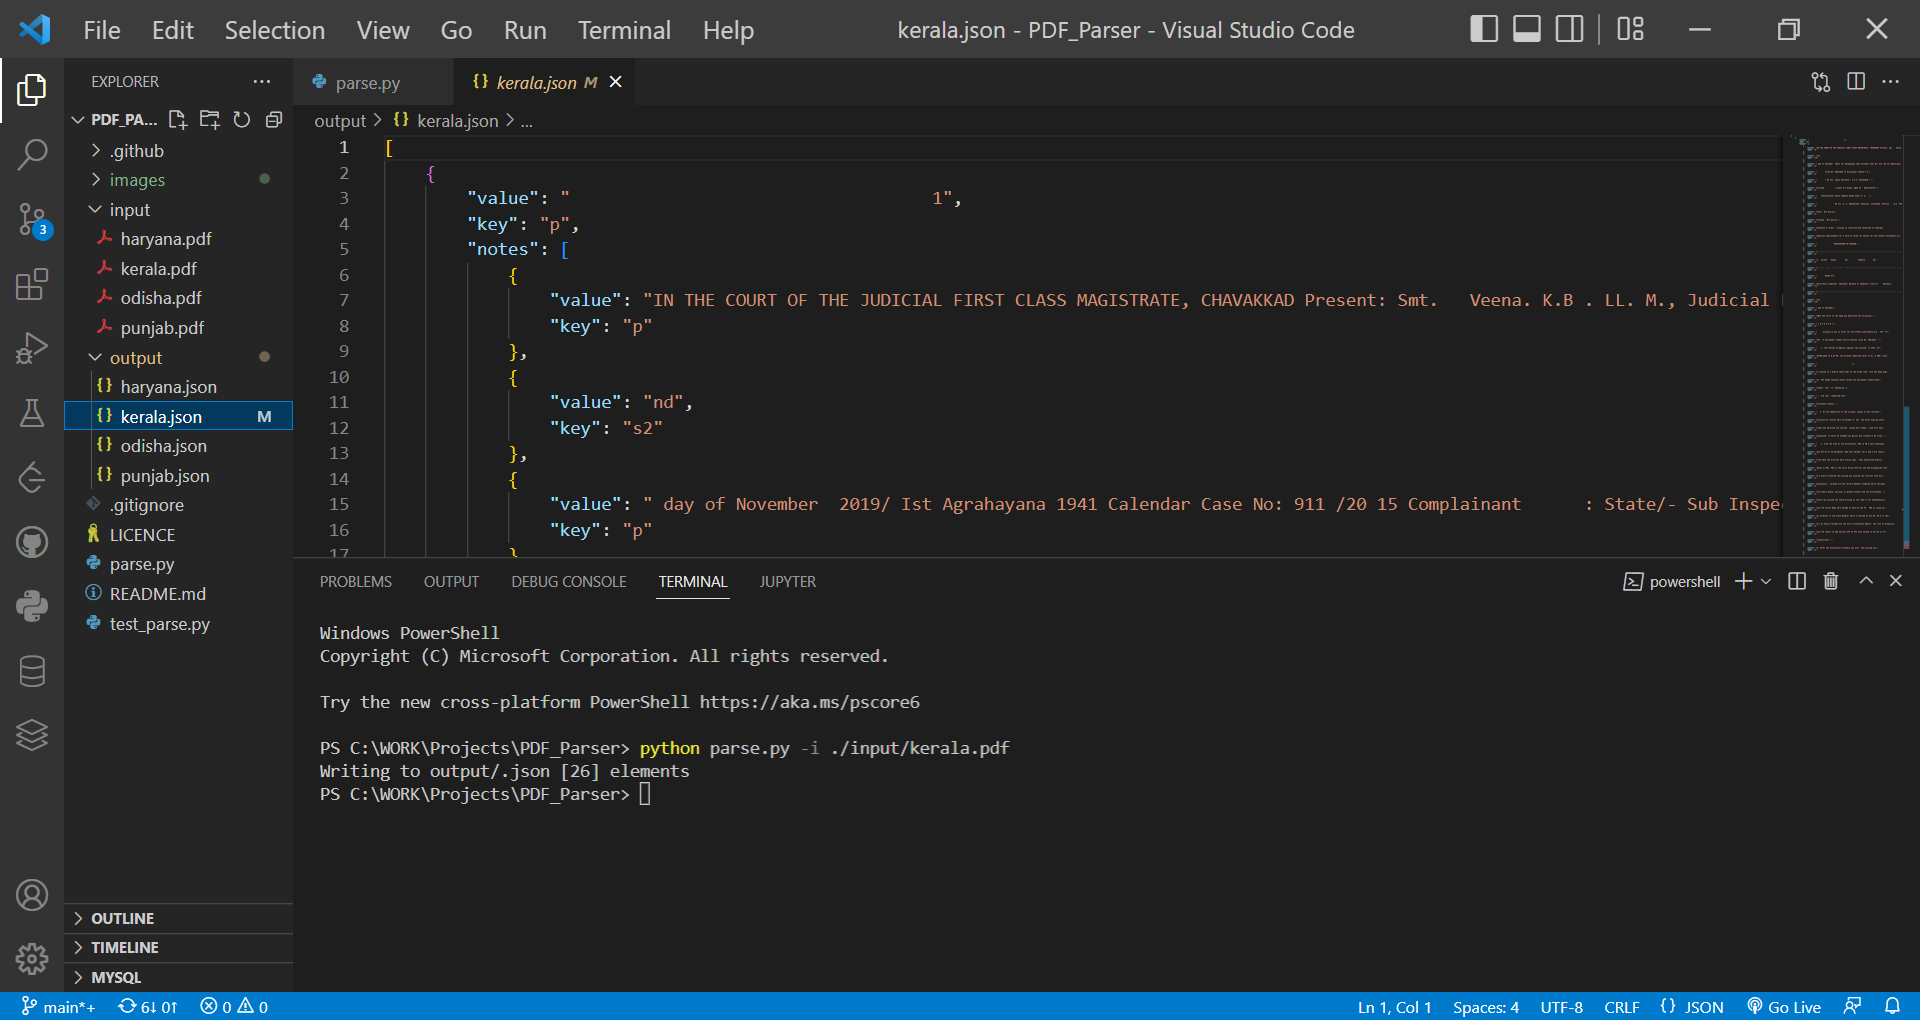 File Edit Selection View Go Run Terminal Help kerala.json - PDF_Parser - Visual Studio Code
EXPLORER ...
PDF_PA...
.github
images
input
haryana.pdf
kerala.pdf
odisha.pdf
punjab.pdf
output
haryana.json
kerala.json M
odisha.json
punjab.json
.gitignore
LICENCE
parse.py
README.md
test_parse.py
OUTLINE
TIMELINE
MYSQL
3
parse.py {} kerala.json M
output > {} kerala.json > ...
1 [
2 {
3 "value": " 1",
4 "key": "p",
5 "notes": [
6 {
7 "value": "IN THE COURT OF THE JUDICIAL FIRST CLASS MAGISTRATE, CHAVAKKAD Present: Smt. Veena. K.B . LL. M., Judicial
8 "key": "p"
9 },
10 {
11 "value": "nd",
12 "key": "s2"
13 },
14 {
15 "value": " day of November 2019/ Ist Agrahayana 1941 Calendar Case No: 911 /20 15 Complainant : State/- Sub Inspe
16 "key": "p"
17 }
PROBLEMS OUTPUT DEBUG CONSOLE TERMINAL JUPYTER powershell
Windows PowerShell
Copyright (C) Microsoft Corporation. All rights reserved.
Try the new cross-platform PowerShell https://aka.ms/pscore6
PS C:\WORK\Projects\PDF_Parser> python parse.py -i ./input/kerala.pdf
Writing to output/.json [26] elements
PS C:\WORK\Projects\PDF_Parser>
main*+ 6↓ 0↑ 0 0 Ln 1, Col 1 Spaces: 4 UTF-8 CRLF {} JSON Go Live